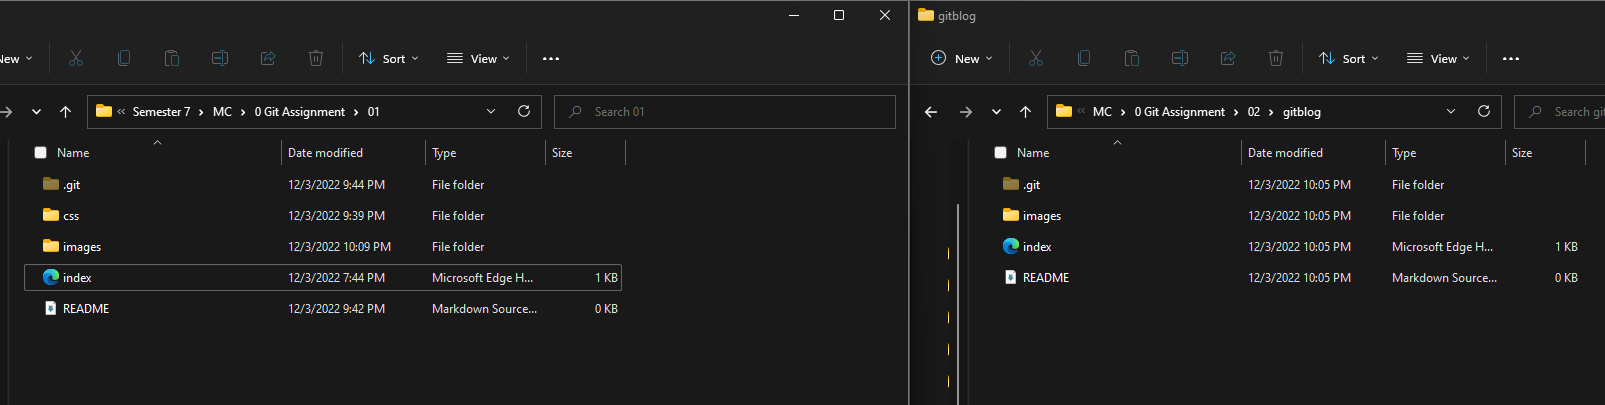 gitblog
New Sort View
New Sort View
Semester 7 MC 0 Git Assignment 01 Search 01
MC 0 Git Assignment 02 gitblog
Name Date modified Type Size
.git 12/3/2022 9:44 PM File folder
css 12/3/2022 9:39 PM File folder
images 12/3/2022 10:09 PM File folder
index 12/3/2022 7:44 PM Microsoft Edge H... 1 KB
README 12/3/2022 9:42 PM Markdown Source... 0 KB
Name Date modified Type Size
.git 12/3/2022 10:05 PM File folder
images 12/3/2022 10:05 PM File folder
index 12/3/2022 10:05 PM Microsoft Edge H... 1 KB
README 12/3/2022 10:05 PM Markdown Source... 0 KB